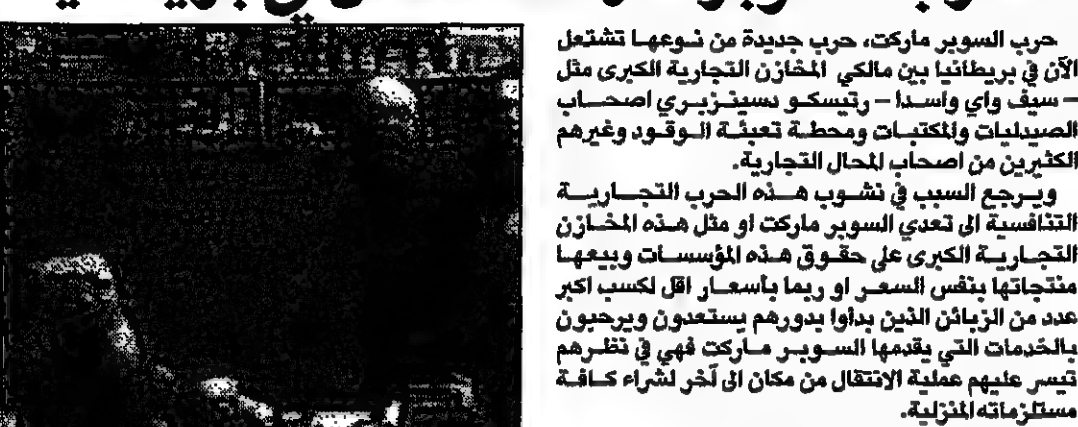 حرب السوبر ماركت، حرب جديدة من نوعها تشتعل
الآن في بريطانيا بين مالكي المخازن التجارية الكبرى مثل
– سيف واي واسدا – رتيسكو دسينزبري اصحاب
الصيدليات والمكتبات ومحطة تعبئة الوقود وغيرهم
الكثيرين من اصحاب المحال التجارية.
ويرجع السبب في نشوب هذه الحرب التجارية
التنافسية الى تعدي السوبر ماركت او مثل هذه المخازن
التجارية الكبرى على حقوق هذه المؤسسات وبيعها
منتجاتها بنفس السعر او ربما بأسعار اقل لكسب اكبر
عدد من الزبائن الذين بدأوا بدورهم يستعدون ويرحبون
بالخدمات التي يقدمها السوبر ماركت فهي في نظرهم
تيسر عليهم عملية الانتقال من مكان الى آخر لشراء كافة
مستلزماته المنزلية.